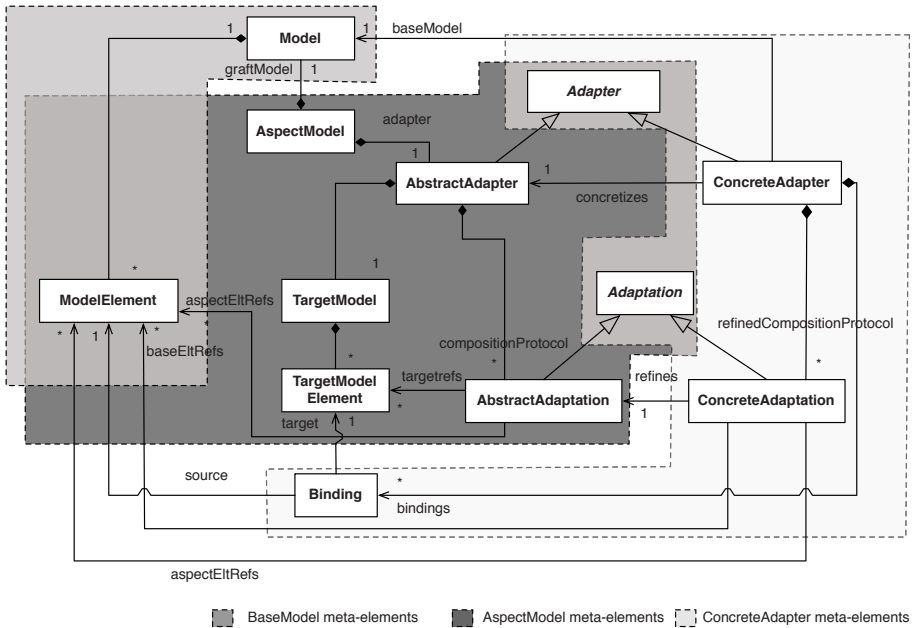 1
1
1
baseModel
Model
graftModel
1
Adapter
AspectModel
adapter
1
AbstractAdapter
1
concretizes
ConcreteAdapter
*
1
ModelElement
aspectEltRefs
*
TargetModel
Adaptation
refinedCompositionProtocol
*
1
*
baseEltRefs
compositionProtocol
*
*
*
TargetModel
Element
targetrefs
*
AbstractAdaptation
refines
1
ConcreteAdaptation
target
1
source
Binding
*
bindings
aspectEltRefs
BaseModel meta-elements
AspectModel meta-elements
ConcreteAdapter meta-elements